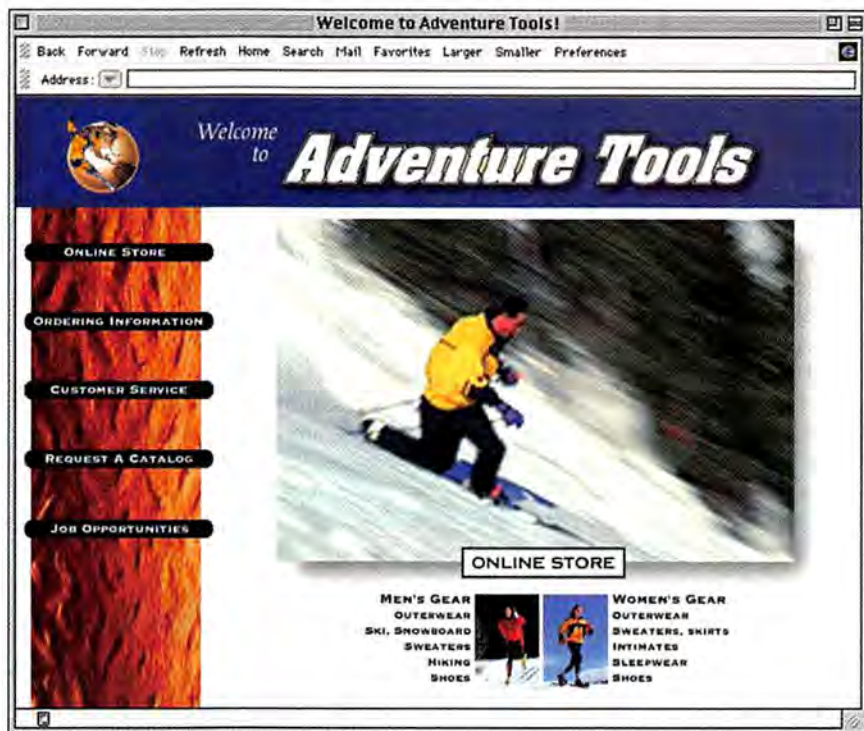 Welcome to Adventure Tools!
Back Forward Stop Refresh Home Search Mail Favorites Larger Smaller Preferences
Address:
Welcome
to Adventure Tools
ONLINE STORE
ORDERING INFORMATION
CUSTOMER SERVICE
REQUEST A CATALOG
JOB OPPORTUNITIES
ONLINE STORE
MEN'S GEAR
OUTERWEAR
SKI, SNOWBOARD
SWEATERS
HIKING
SHOES
WOMEN'S GEAR
OUTERWEAR
SWEATERS, SKIRTS
INTIMATES
SLEEPWEAR
SHOES